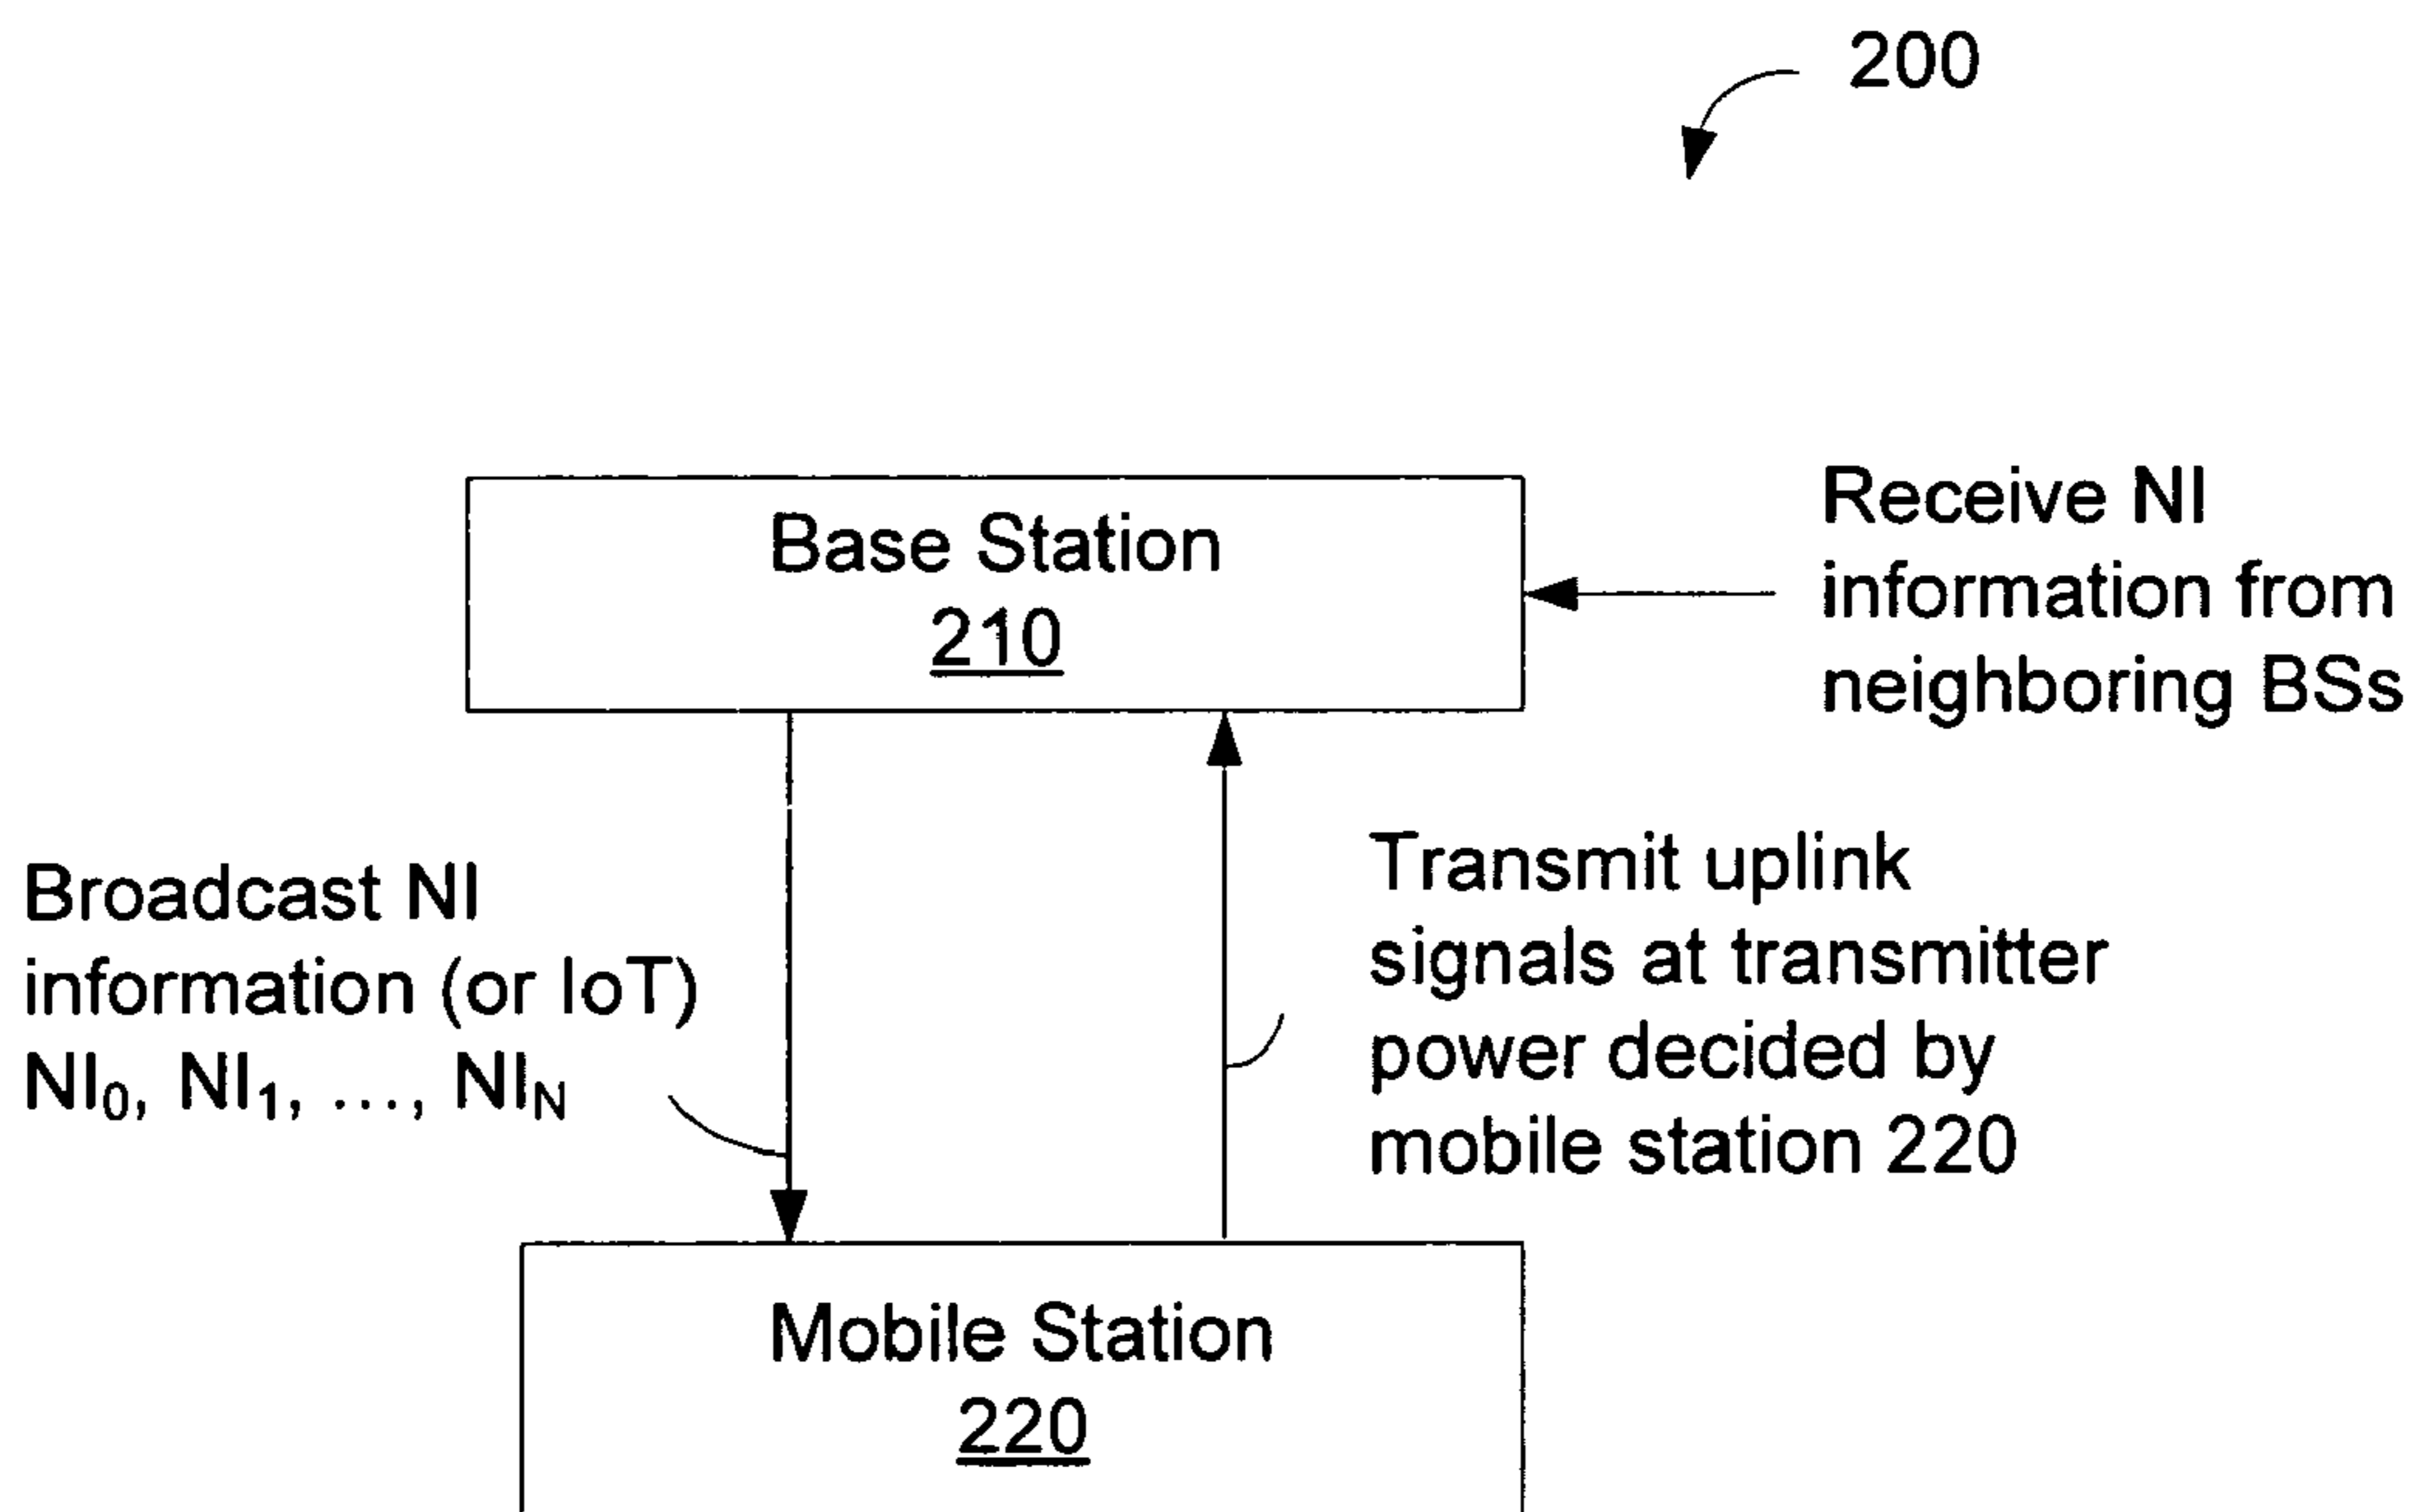 200
Base Station
210
Receive NI
information from
neighboring BSs
Broadcast NI
information (or IoT)
NI₀, NI₁, ..., NI_N
Transmit uplink
signals at transmitter
power decided by
mobile station 220
Mobile Station
220